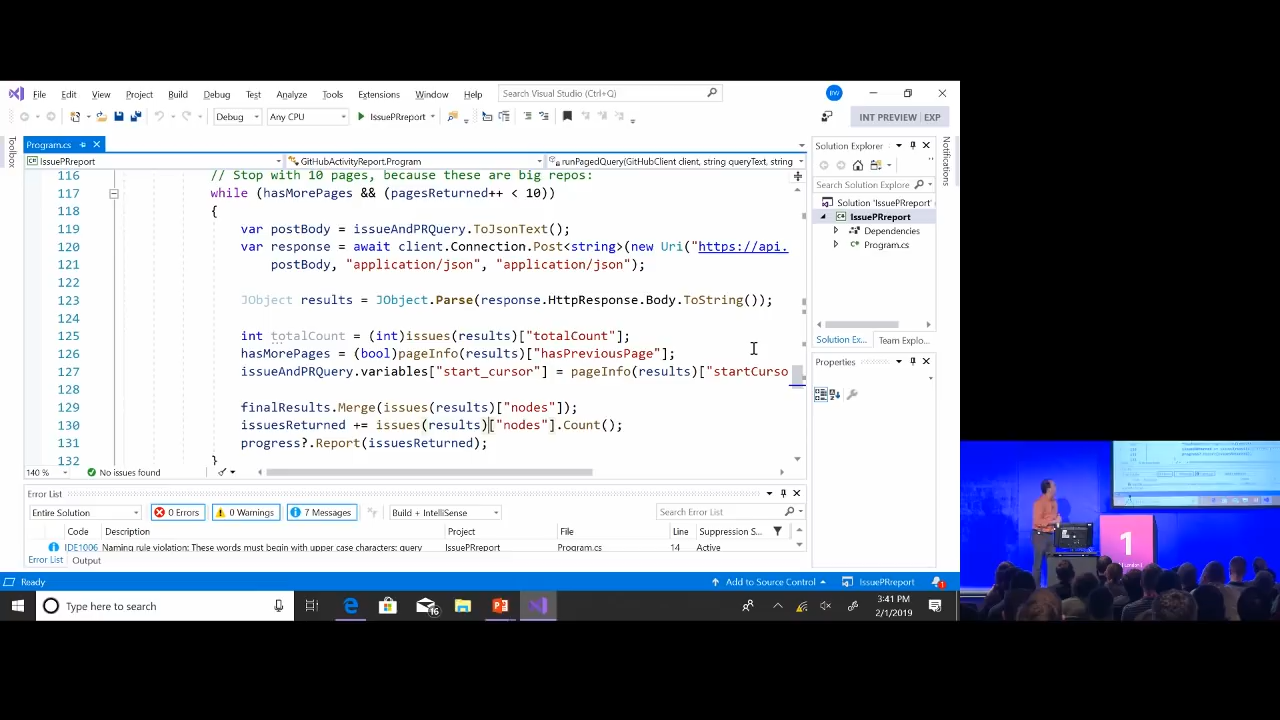 File Edit View Project Build Debug Test Analyze Tools Extensions Window Help Search Visual Studio (Ctrl+Q) BW
Debug Any CPU IssuePRreport INT PREVIEW EXP
Toolbox
Program.cs
IssuePRreport GitHubActivityReport.Program runPagedQuery(GitHubClient client, string queryText, string
116 // Stop with 10 pages, because these are big repos:
117 while (hasMorePages && (pagesReturned++ < 10))
118 {
119 var postBody = issueAndPRQuery.ToJsonText();
120 var response = await client.Connection.Post<string>(new Uri("https://api.
121 postBody, "application/json", "application/json");
122
123 JObject results = JObject.Parse(response.HttpResponse.Body.ToString());
124
125 int totalCount = (int)issues(results)["totalCount"];
126 hasMorePages = (bool)pageInfo(results)["hasPreviousPage"];
127 issueAndPRQuery.variables["start_cursor"] = pageInfo(results)["startCurso
128
129 finalResults.Merge(issues(results)["nodes"]);
130 issuesReturned += issues(results)["nodes"].Count();
131 progress?.Report(issuesReturned);
132 }
140 % No issues found
Error List
Entire Solution 0 Errors 0 Warnings 7 Messages Build + IntelliSense Search Error List
Code Description Project File Line Suppression S...
IDE1006 Naming rule violation: These words must begin with upper case characters: query IssuePRreport Program.cs 14 Active
Error List Output
Solution Explorer
Search Solution Explore
Solution 'IssuePRreport' (
IssuePRreport
Dependencies
Program.cs
Solution Ex... Team Explo...
Properties
Notifications
Ready Add to Source Control IssuePRreport 1
Type here to search 16 3:41 PM
2/1/2019
1